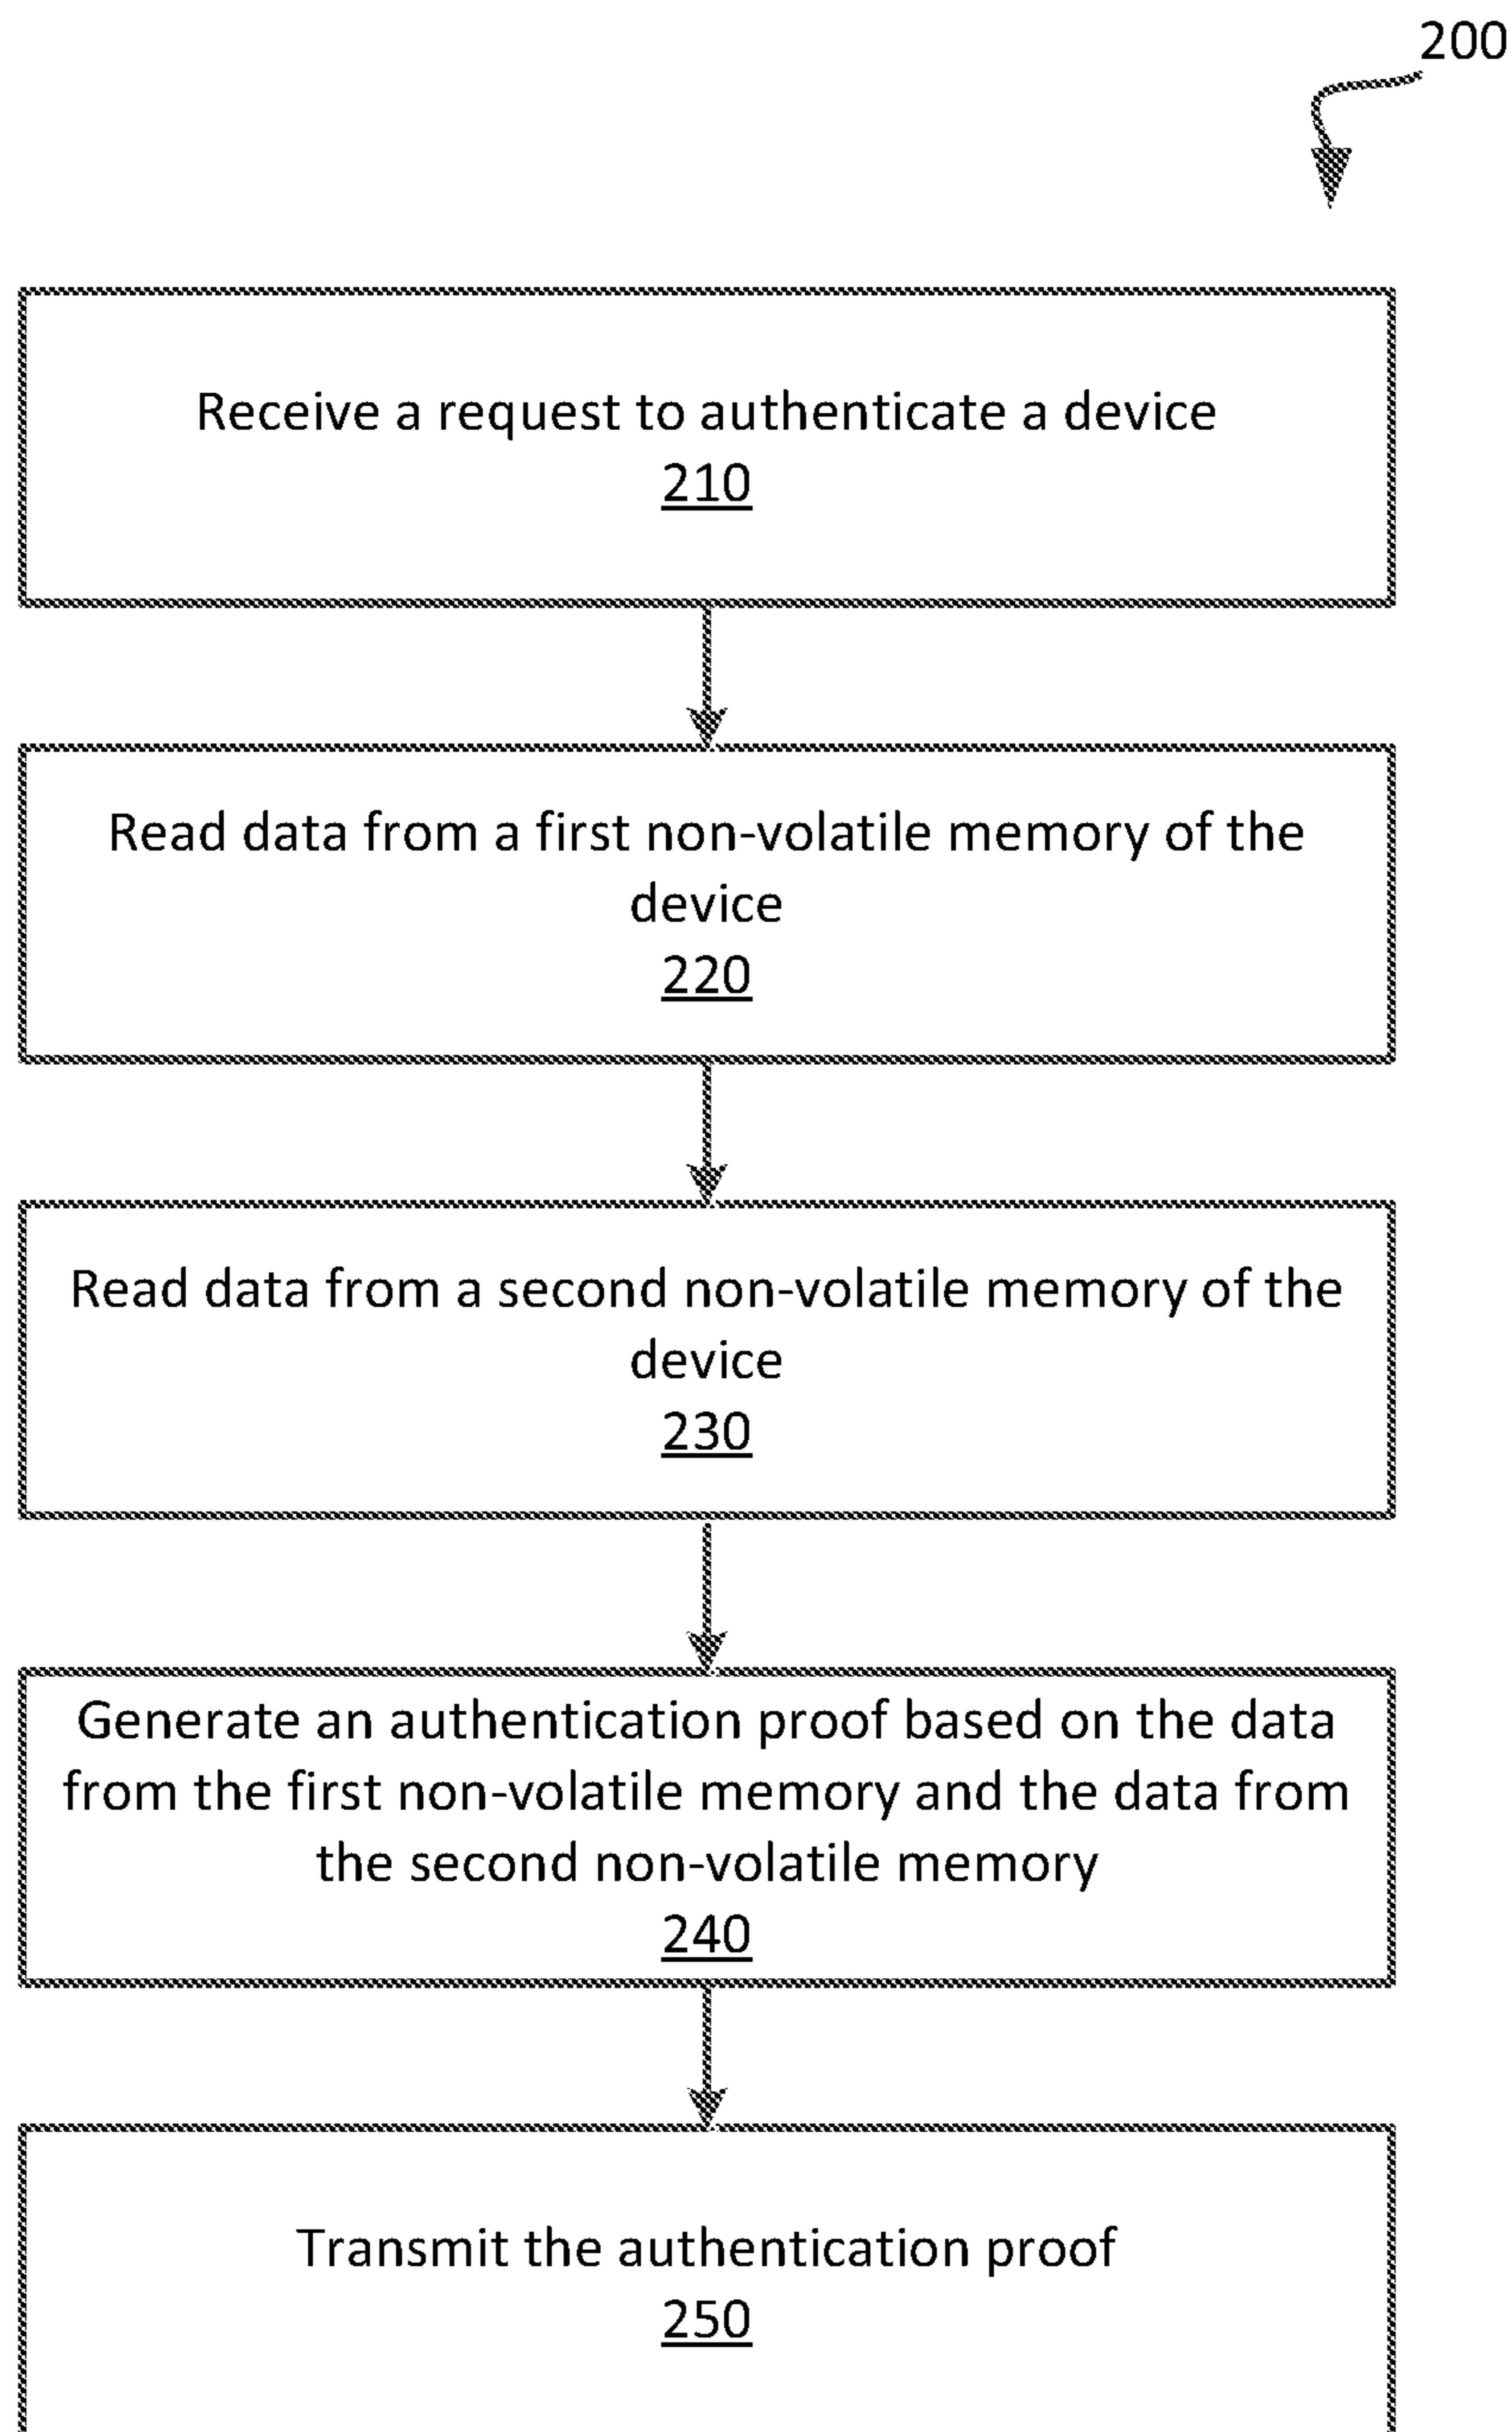 200
Receive a request to authenticate a device
210
Read data from a first non-volatile memory of the
device
220
Read data from a second non-volatile memory of the
device
230
Generate an authentication proof based on the data
from the first non-volatile memory and the data from
the second non-volatile memory
240
Transmit the authentication proof
250